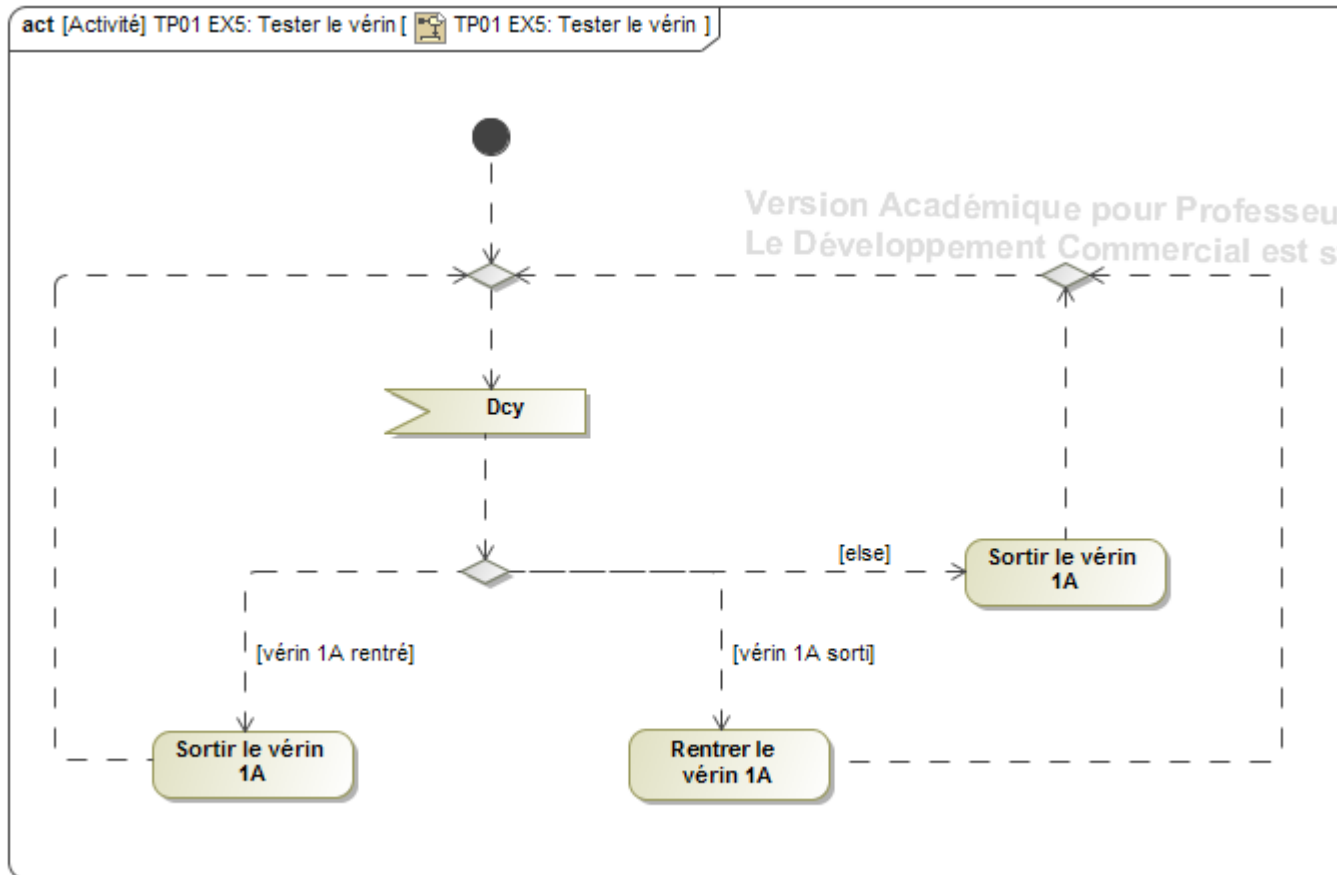 act [Activité] TP01 EX5: Tester le vérin [ TP01 EX5: Tester le vérin ]
Version Académique pour Professeu
Le Développement Commercial est s
Dcy
[else]
Sortir le vérin
1A
[vérin 1A rentré]
[vérin 1A sorti]
Sortir le vérin
1A
Rentrer le
vérin 1A